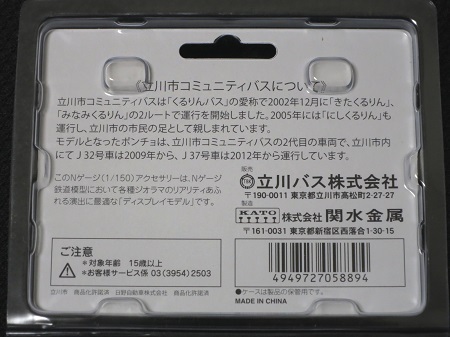 《立川市コミュニティバスについて》
立川市コミュニティバスは「くるりんバス」の愛称で2002年12月に「きたくるりん」、
「みなみくるりん」の2ルートで運行を開始しました。2005年には「にしくるりん」も
運行し、立川市の市民の足として親しまれています。
モデルとなったポンチョは、立川市コミュニティバスの2代目の車両で、立川市内
にてJ32号車は2009年から、J37号車は2012年から運行しています。
このNゲージ(1/150)アクセサリーは、Nゲージ
鉄道模型において各種ジオラマのリアリティあふ
れる演出に最適な「ディスプレイモデル」です。
販売
立川バス株式会社
〒190-0011 東京都立川市高松町2-27-27
製造
KATO 株式会社 関水金属
〒161-0031 東京都新宿区西落合1-30-15
ご注意
*対象年齢 15歳以上
*お客様サービス係 03(3954)2503
4949727058894
立川市 商品化許諾済 日野自動車株式会社 商品化許諾済
●ケースは製品の保管用です。
MADE IN CHINA